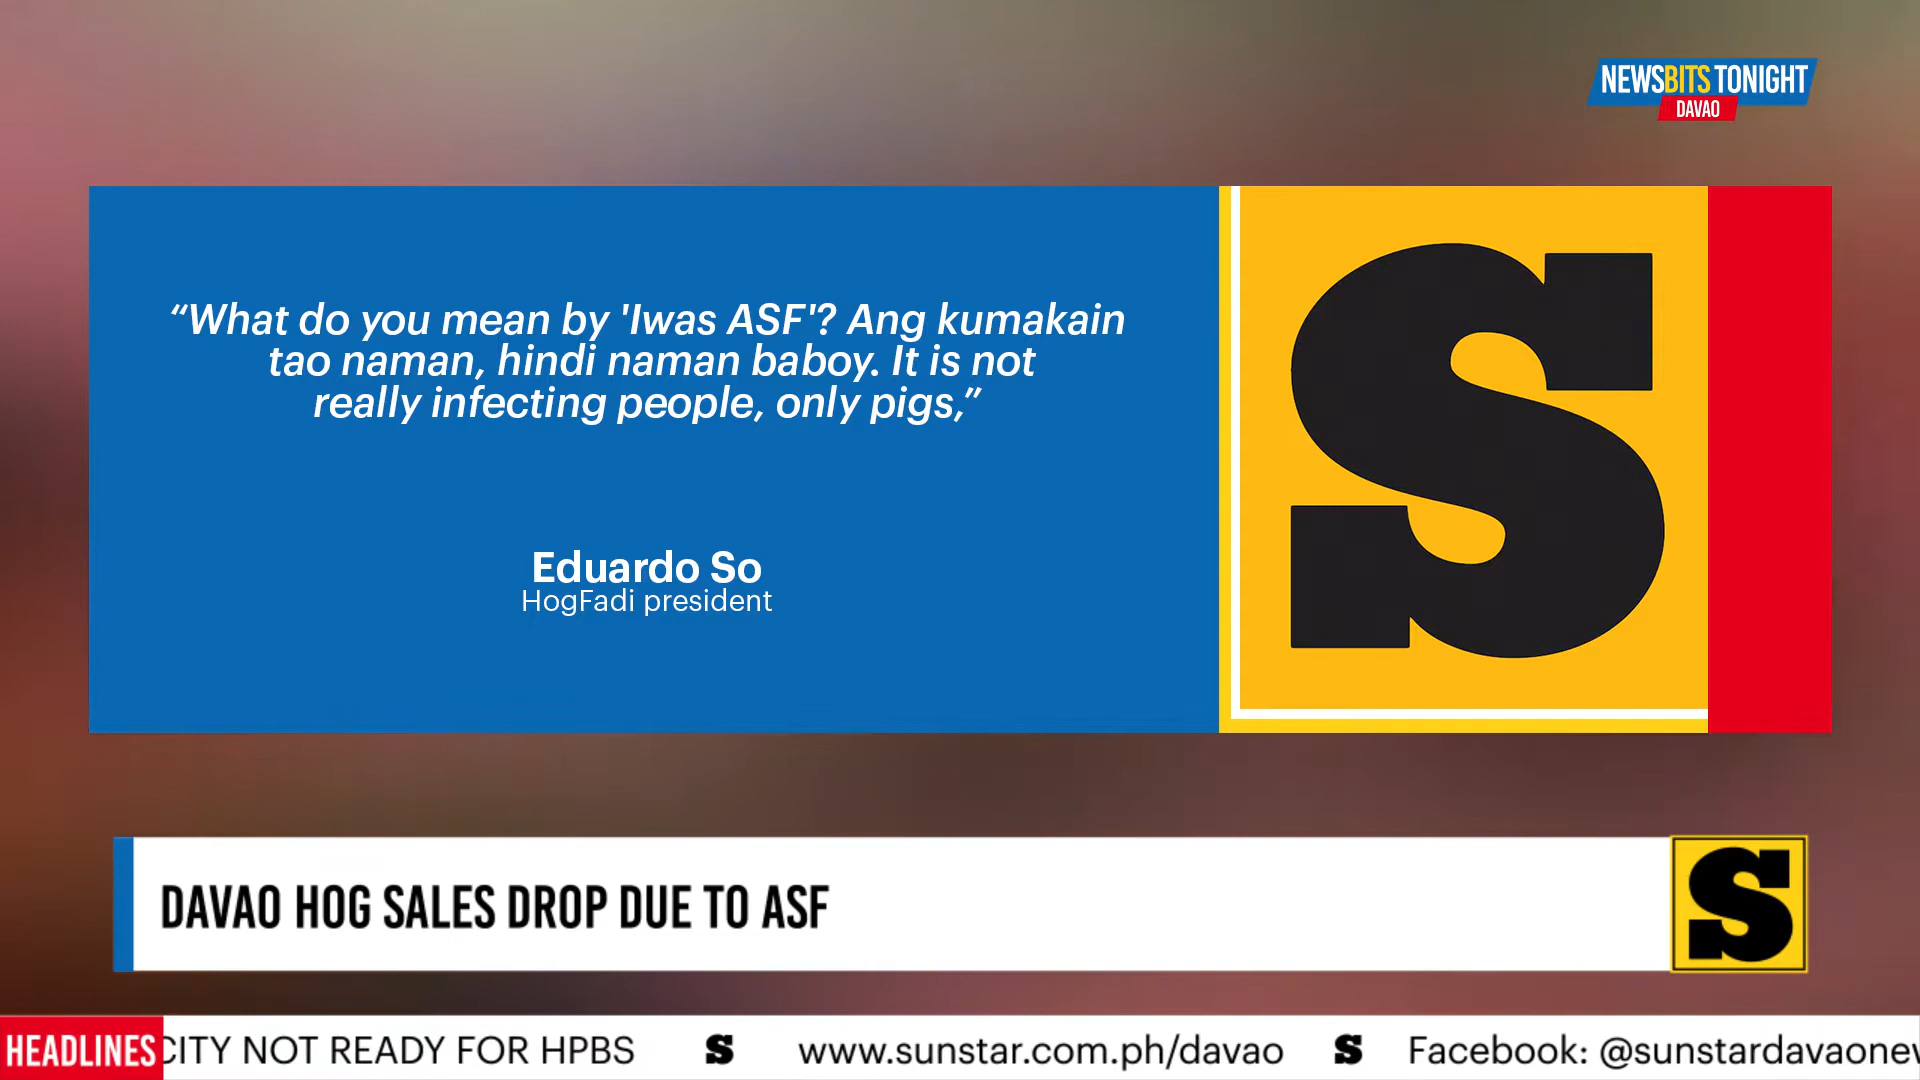 NEWSBITS TONIGHT
DAVAO
“What do you mean by 'Iwas ASF'? Ang kumakain
tao naman, hindi naman baboy. It is not
really infecting people, only pigs,”
Eduardo So
HogFadi president
S
DAVAO HOG SALES DROP DUE TO ASF
S
HEADLINES CITY NOT READY FOR HPBS S www.sunstar.com.ph/davao S Facebook: @sunstardavaonew